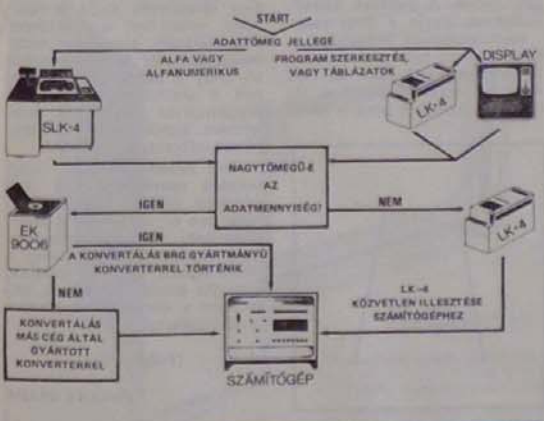 START
ADATTÖMEG JELLEGE
ALFA VAGY
ALFANUMERIKUS
PROGRAM SZERKESZTÉS,
VAGY TÁBLÁZATOK
DISPLAY
SLK-4
LK-4
NAGYTÖMEGŰ-E
AZ
ADATMENNYISÉG?
IGEN
NEM
EK
9006
LK-4
IGEN
A KONVERTÁLÁS BRG GYÁRTMÁNYÚ
KONVERTERREL TÖRTÉNIK
NEM
KONVERTÁLÁS
MÁS CÉG ÁLTAL
GYÁRTOTT
KONVERTERREL
LK-4
KÖZVETLEN ILLESZTÉSE
SZÁMÍTÓGÉPHEZ
SZÁMÍTÓGÉP